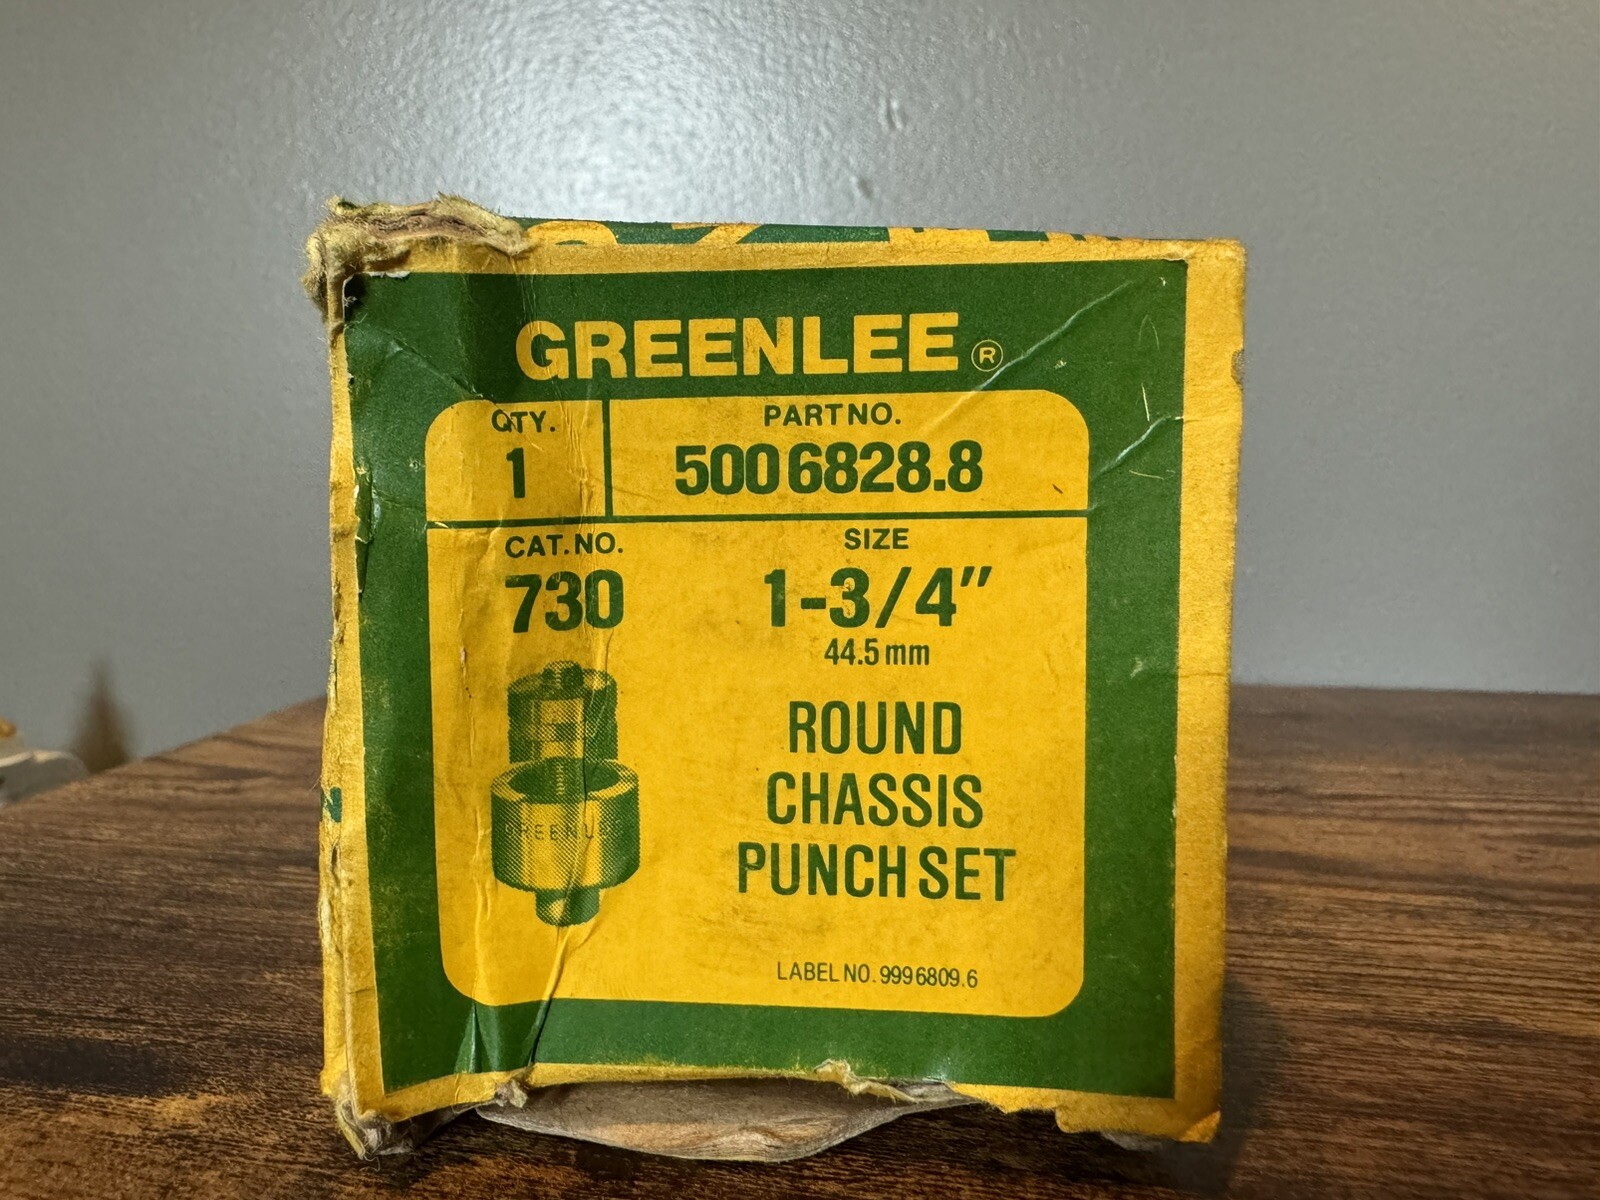 GREENLEE ®
QTY. PART NO.
1 500 6828.8
CAT. NO. SIZE
730 1-3/4"
44.5 mm
ROUND
CHASSIS
PUNCH SET
GREENLEE
LABEL NO. 999 6809.6